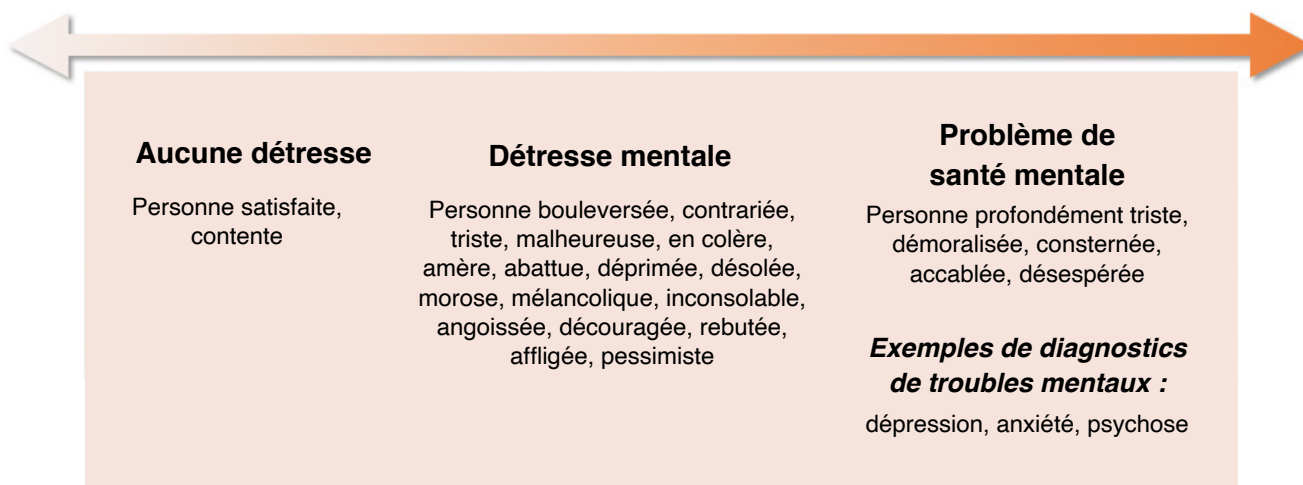 Aucune détresse
Personne satisfaite,
contente
Détresse mentale
Personne bouleversée, contrariée,
triste, malheureuse, en colère,
amère, abattue, déprimée, désolée,
morose, mélancolique, inconsolable,
angoissée, découragée, rebutée,
affligée, pessimiste
Problème de
santé mentale
Personne profondément triste,
démoralisée, consternée,
accablée, désespérée
Exemples de diagnostics
de troubles mentaux :
dépression, anxiété, psychose